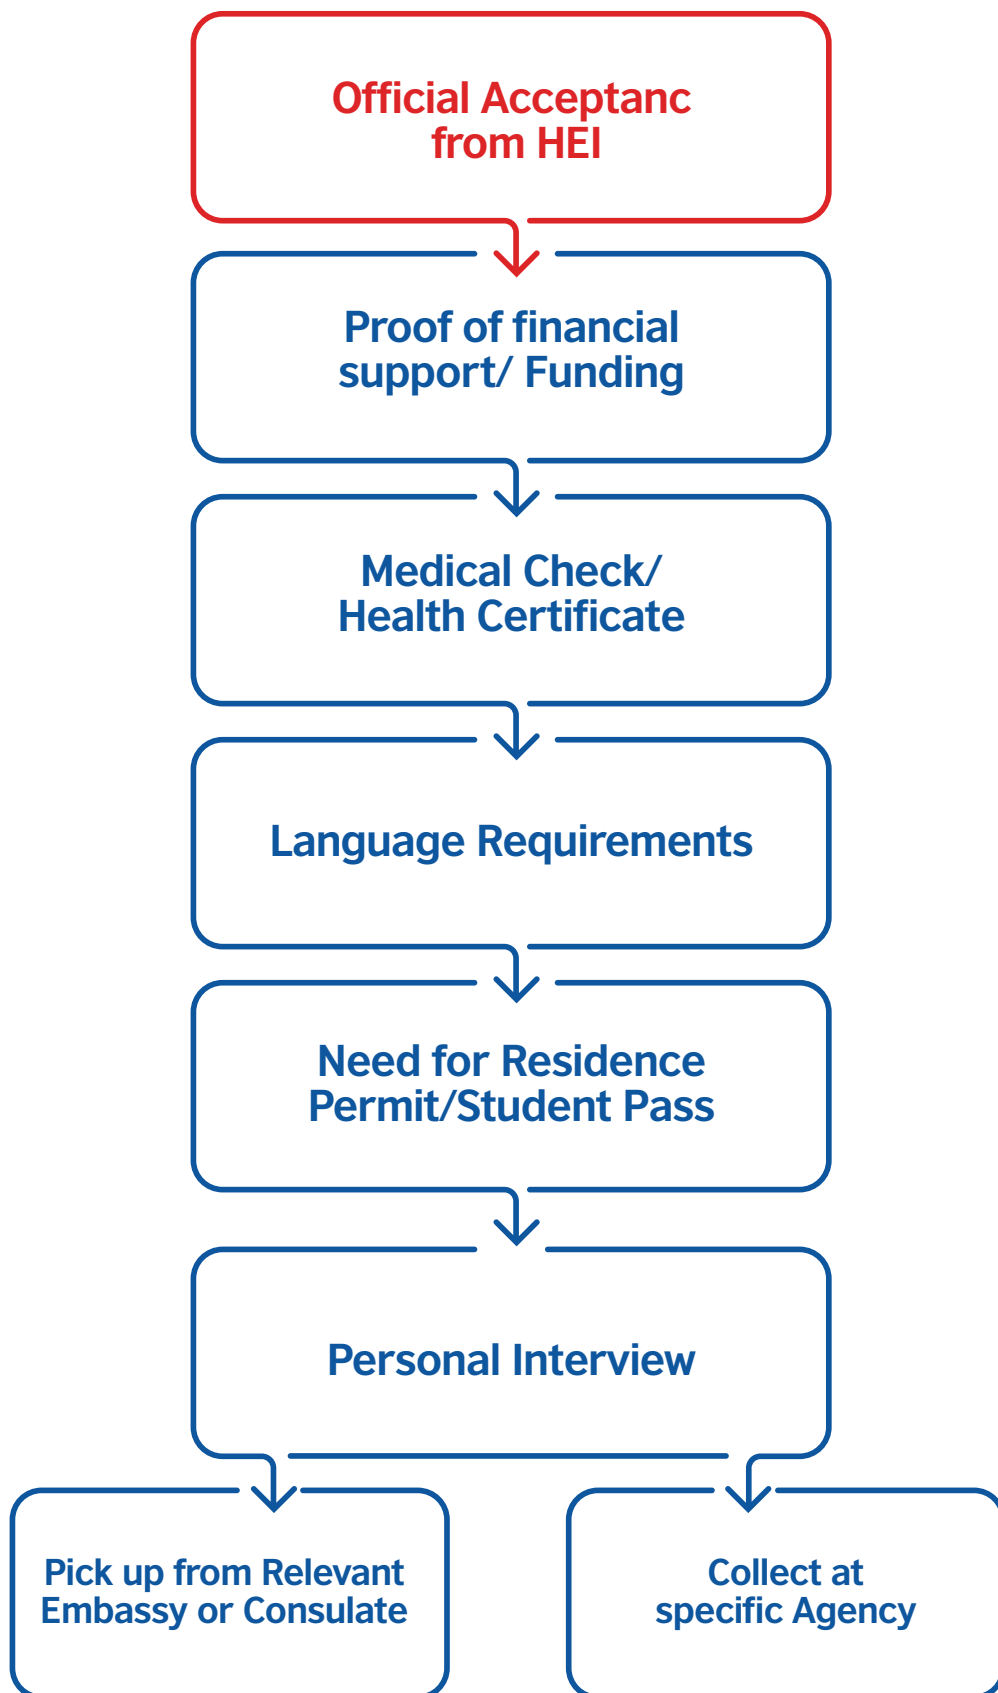 Official Acceptanc
from HEI
Proof of financial
support/ Funding
Medical Check/
Health Certificate
Language Requirements
Need for Residence
Permit/Student Pass
Personal Interview
Pick up from Relevant
Embassy or Consulate
Collect at
specific Agency